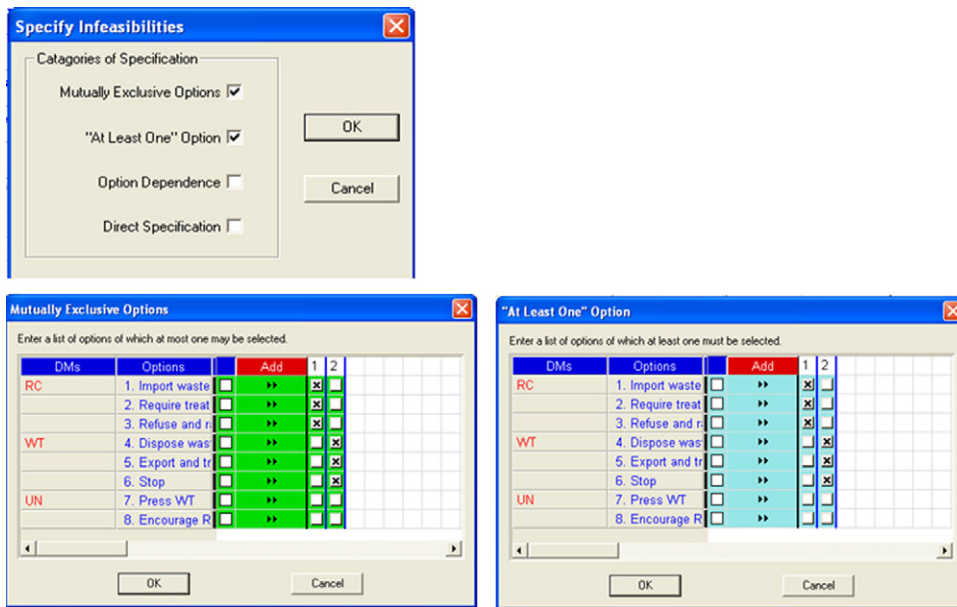 Specify Infeasibilities
Catagories of Specification
Mutually Exclusive Options
"At Least One" Option
Option Dependence
Direct Specification
OK
Cancel
Mutually Exclusive Options
Enter a list of options of which at most one may be selected.
DMs Options Add 1 2
RC 1. Import waste
2. Require treat
3. Refuse and
WT 4. Dispose was
5. Export and tr
6. Stop
UN 7. Press WT
8. Encourage R
OK Cancel
"At Least One" Option
Enter a list of options of which at least one must be selected.
DMs Options Add 1 2
RC 1. Import waste
2. Require treat
3. Refuse and
WT 4. Dispose was
5. Export and tr
6. Stop
UN 7. Press WT
8. Encourage R
OK Cancel